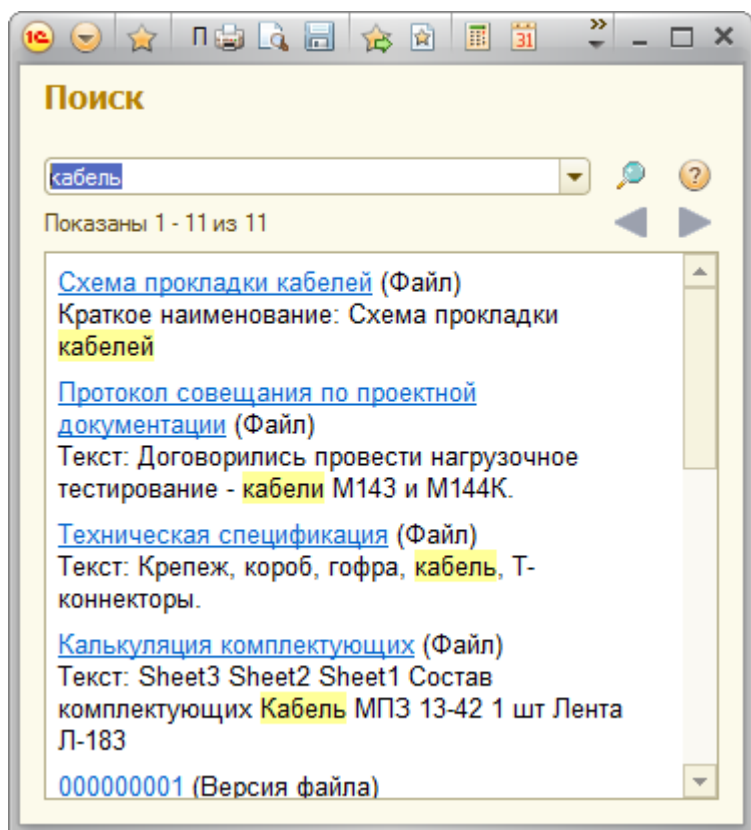 1С П 31
Поиск
кабель
Показаны 1 - 11 из 11
Схема прокладки кабелей (Файл)
Краткое наименование: Схема прокладки
кабелей
Протокол совещания по проектной
документации (Файл)
Текст: Договорились провести нагрузочное
тестирование - кабели М143 и М144К.
Техническая спецификация (Файл)
Текст: Крепеж, короб, гофра, кабель, Т-
коннекторы.
Калькуляция комплектующих (Файл)
Текст: Sheet3 Sheet2 Sheet1 Состав
комплектующих Кабель МПЗ 13-42 1 шт Лента
Л-183
000000001 (Версия файла)